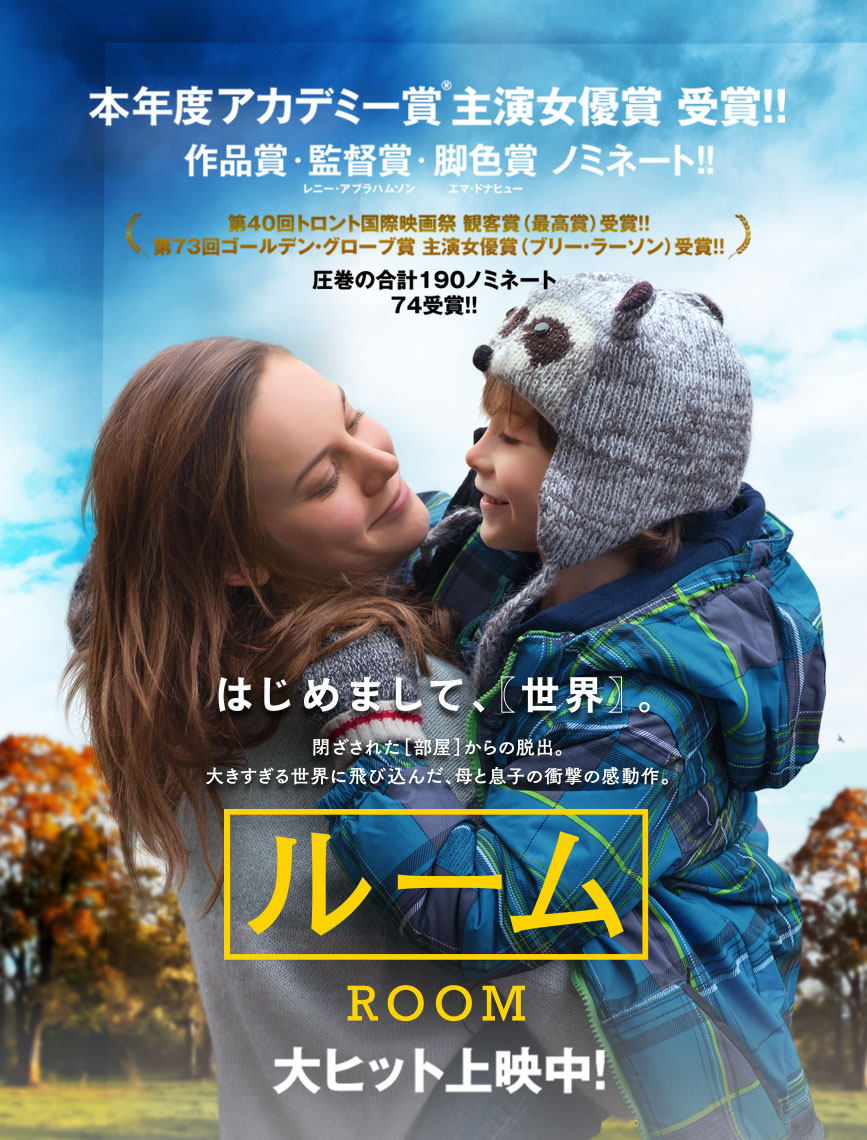 本年度アカデミー賞®主演女優賞 受賞!!
作品賞・監督賞・脚色賞 ノミネート!!
レニー・アブラハムソン エマ・ドナヒュー
第40回トロント国際映画祭 観客賞(最高賞)受賞!!
第73回ゴールデン・グローブ賞 主演女優賞(ブリー・ラーソン)受賞!!
圧巻の合計190ノミネート
74受賞!!
はじめまして、〖世界〗。
閉ざされた[部屋]からの脱出。
大きすぎる世界に飛び込んだ、母と息子の衝撃の感動作。
ルーム
ROOM
大ヒット上映中!